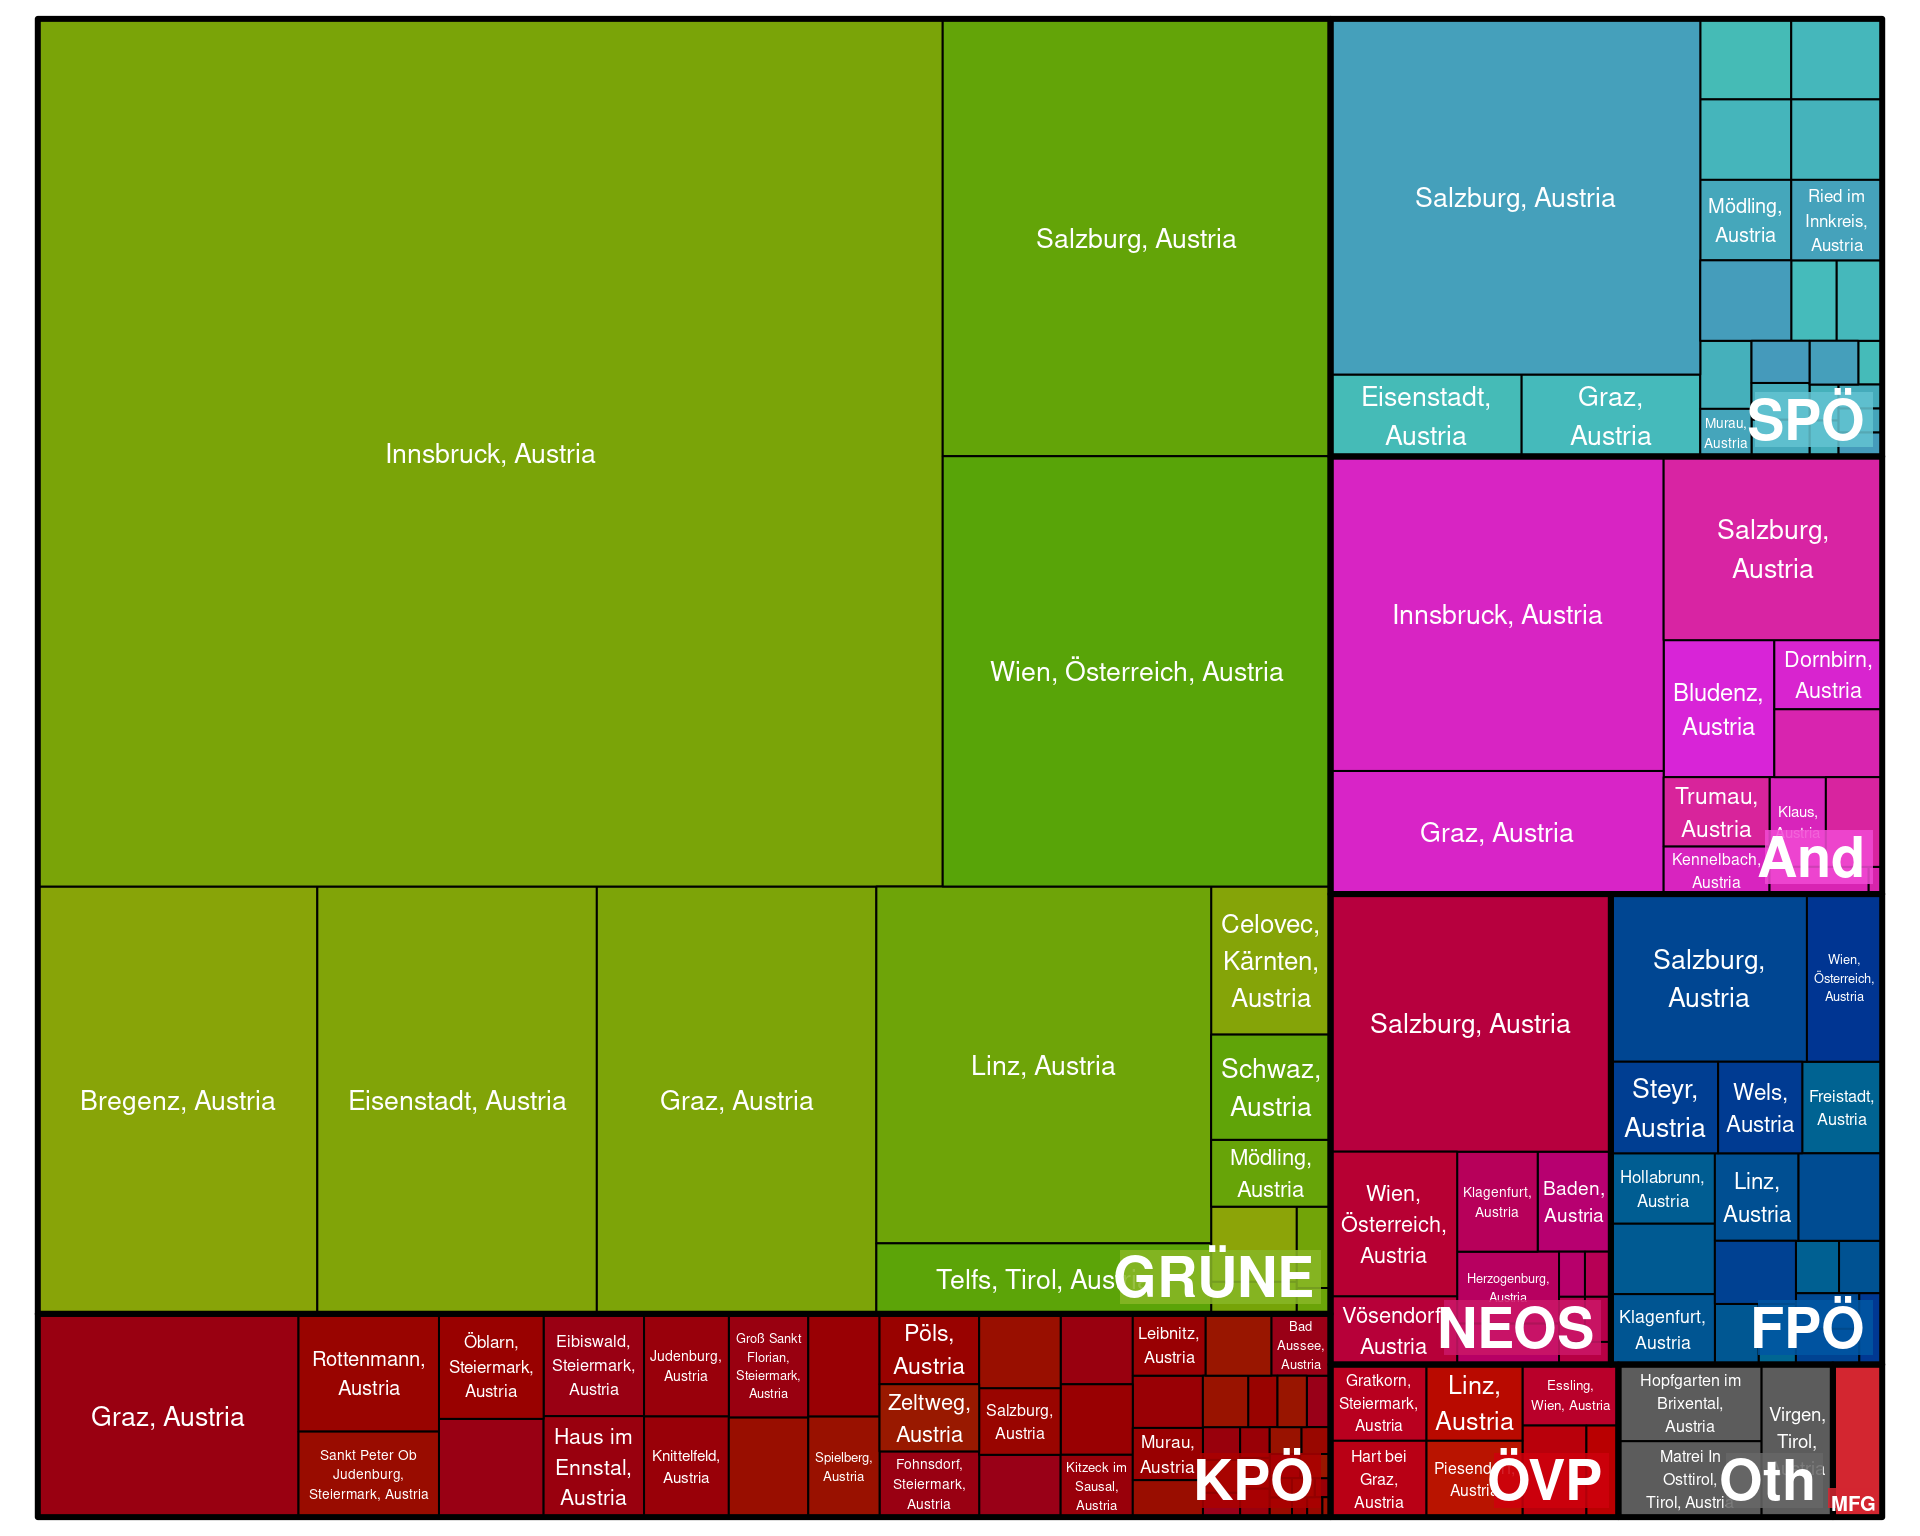 Innsbruck, Austria
Salzburg, Austria
Wien, Österreich, Austria
Bregenz, Austria
Eisenstadt, Austria
Graz, Austria
Linz, Austria
Celovec,
Kärnten,
Austria
Schwaz,
Austria
Mödling,
Austria
Telfs, Tirol, Aus
GRÜNE
Salzburg, Austria
Eisenstadt,
Austria
Graz,
Austria
Mödling,
Austria
Ried im
Innkreis,
Austria
Murau,
Austria
SPÖ
Innsbruck, Austria
Salzburg,
Austria
Graz, Austria
Bludenz,
Austria
Dornbirn,
Austria
Trumau,
Austria
Klaus,
Austria
Kennelbach,
Austria
And
Salzburg, Austria
Wien,
Österreich,
Austria
Klagenfurt,
Austria
Baden,
Austria
Herzogenburg,
Austria
Vösendorf
Austria
NEOS
Salzburg,
Austria
Wien,
Österreich,
Austria
Steyr,
Austria
Wels,
Austria
Freistadt,
Austria
Hollabrunn,
Austria
Linz,
Austria
Klagenfurt,
Austria
FPÖ
Graz, Austria
Rottenmann,
Austria
Sankt Peter Ob
Judenburg,
Steiermark, Austria
Öblarn,
Steiermark,
Austria
Eibiswald,
Steiermark,
Austria
Haus im
Ennstal,
Austria
Judenburg,
Austria
Knittelfeld,
Austria
Groß Sankt
Florian,
Steiermark,
Austria
Spielberg,
Austria
Pöls,
Austria
Zeltweg,
Austria
Fohnsdorf,
Steiermark,
Austria
Salzburg,
Austria
Kitzeck im
Sausal,
Austria
Leibnitz,
Austria
Bad
Aussee,
Austria
Murau,
Austria
KPÖ
Gratkorn,
Steiermark,
Austria
Hart bei
Graz,
Austria
Linz,
Austria
Piesendorf,
Austria
Essling,
Wien, Austria
ÖVP
Hopfgarten im
Brixental,
Austria
Matrei In
Osttirol,
Tirol, Austria
Virgen,
Tirol,
Austria
Oth
MFG